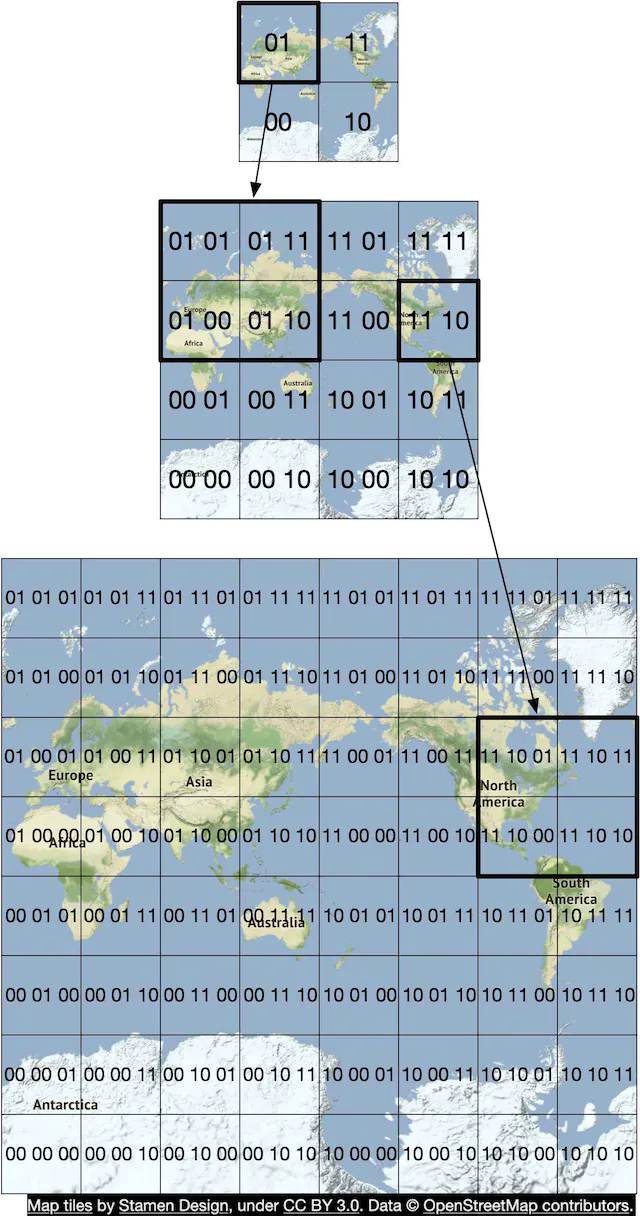 01 11
Australia
00 10
01 01 01 11 11 01 11 11
Europe
01 00 01 10 11 00 11 10
North America
Africa
South America
Australia
00 01 00 11 10 01 10 11
Antarctica
00 00 00 10 10 00 10 10
01 01 01 01 01 11 01 11 01 01 11 11 11 01 01 11 01 11 11 11 01 11 11 11
01 01 00 01 01 10 01 11 00 01 11 10 11 01 00 11 01 10 11 11 00 11 11 10
01 00 01 01 00 11 01 10 01 01 10 11 11 00 01 11 00 11 11 10 01 11 10 11
Europe
Asia
North
America
01 00 00 01 00 10 01 10 00 01 10 10 11 00 00 11 00 10 11 10 00 11 10 10
Africa
South
America
00 01 01 00 01 11 00 11 01 00 11 11 10 01 01 10 01 11 10 11 01 10 11 11
Australia
00 01 00 00 01 10 00 11 00 00 11 10 10 01 00 10 01 10 10 11 00 10 11 10
00 00 01 00 00 11 00 10 01 00 10 11 10 00 01 10 00 11 10 10 01 10 10 11
Antarctica
00 00 00 00 00 10 00 10 00 00 10 10 10 00 00 10 00 10 10 10 00 10 10 10
Map tiles by Stamen Design, under CC BY 3.0. Data © OpenStreetMap contributors.